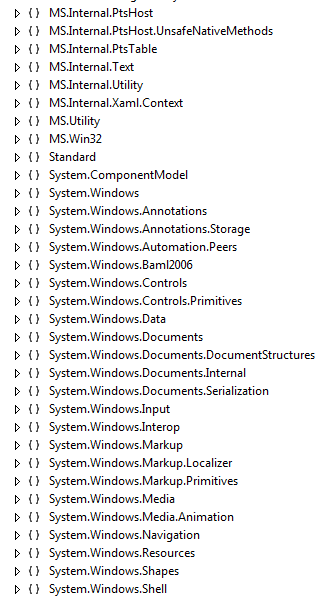 { } MS.Internal.PtsHost
{ } MS.Internal.PtsHost.UnsafeNativeMethods
{ } MS.Internal.PtsTable
{ } MS.Internal.Text
{ } MS.Internal.Utility
{ } MS.Internal.Xaml.Context
{ } MS.Utility
{ } MS.Win32
{ } Standard
{ } System.ComponentModel
{ } System.Windows
{ } System.Windows.Annotations
{ } System.Windows.Annotations.Storage
{ } System.Windows.Automation.Peers
{ } System.Windows.Baml2006
{ } System.Windows.Controls
{ } System.Windows.Controls.Primitives
{ } System.Windows.Data
{ } System.Windows.Documents
{ } System.Windows.Documents.DocumentStructures
{ } System.Windows.Documents.Internal
{ } System.Windows.Documents.Serialization
{ } System.Windows.Input
{ } System.Windows.Interop
{ } System.Windows.Markup
{ } System.Windows.Markup.Localizer
{ } System.Windows.Markup.Primitives
{ } System.Windows.Media
{ } System.Windows.Media.Animation
{ } System.Windows.Navigation
{ } System.Windows.Resources
{ } System.Windows.Shapes
{ } System.Windows.Shell